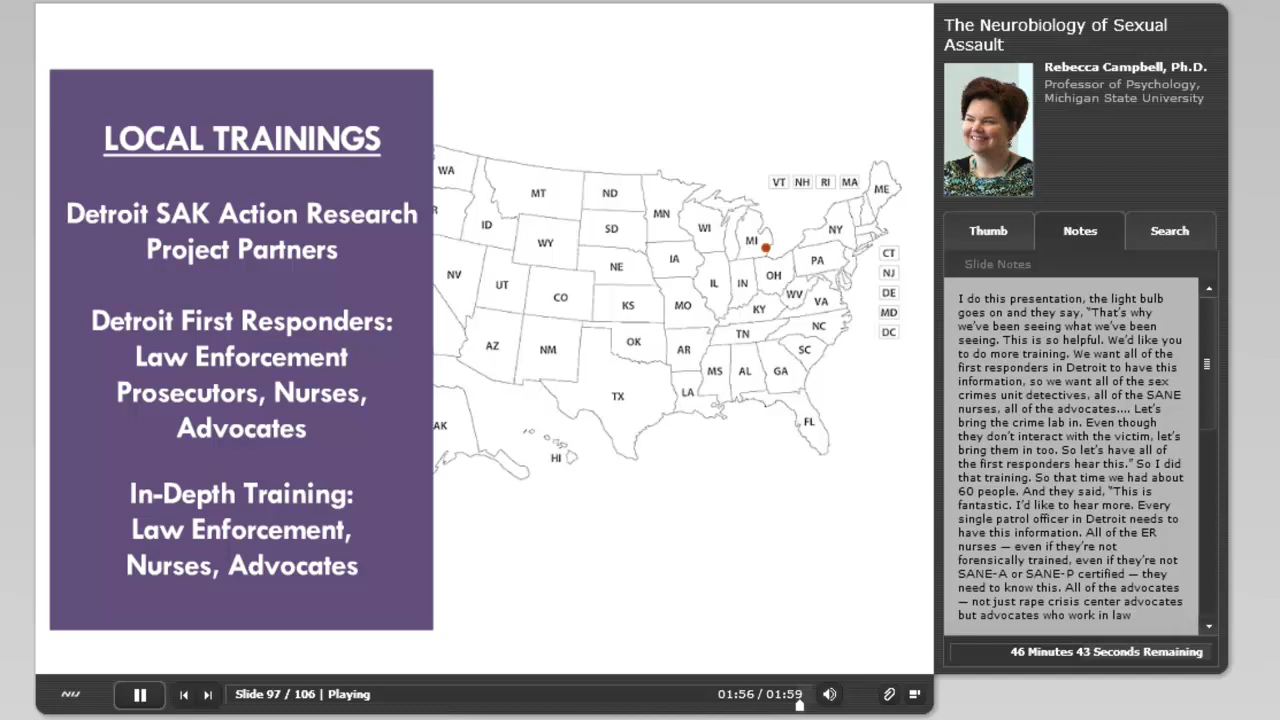 LOCAL TRAININGS
Detroit SAK Action Research
Project Partners
Detroit First Responders:
Law Enforcement
Prosecutors, Nurses,
Advocates
In-Depth Training:
Law Enforcement,
Nurses, Advocates
WA
MT
ND
MN
ID
WY
SD
WI
MI
NY
ME
VT
NH
RI
MA
NV
UT
CO
NE
IA
IL
IN
OH
PA
CT
NJ
DE
MD
DC
KS
MO
KY
WV
VA
AZ
NM
OK
AR
TN
NC
SC
TX
LA
MS
AL
GA
FL
AK
HI
The Neurobiology of Sexual
Assault
Rebecca Campbell, Ph.D.
Professor of Psychology,
Michigan State University
Thumb
Notes
Search
Slide Notes
I do this presentation, the light bulb
goes on and they say, "That's why
we've been seeing what we've been
seeing. This is so helpful. We'd like you
to do more training. We want all of the
first responders in Detroit to have this
information, so we want all of the sex
crimes unit detectives, all of the SANE
nurses, all of the advocates.... Let's
bring the crime lab in. Even though
they don't interact with the victim, let's
bring them in too. So let's have all of
the first responders hear this." So I did
that training. So that time we had about
60 people. And they said, "This is
fantastic. I'd like to hear more. Every
single patrol officer in Detroit needs to
have this information. All of the ER
nurses — even if they're not
forensically trained, even if they're not
SANE-A or SANE-P certified — they
need to know this. All of the advocates
— not just rape crisis center advocates
but advocates who work in law
46 Minutes 43 Seconds Remaining
NIJ
Slide 97 / 106 | Playing
01:56 / 01:59